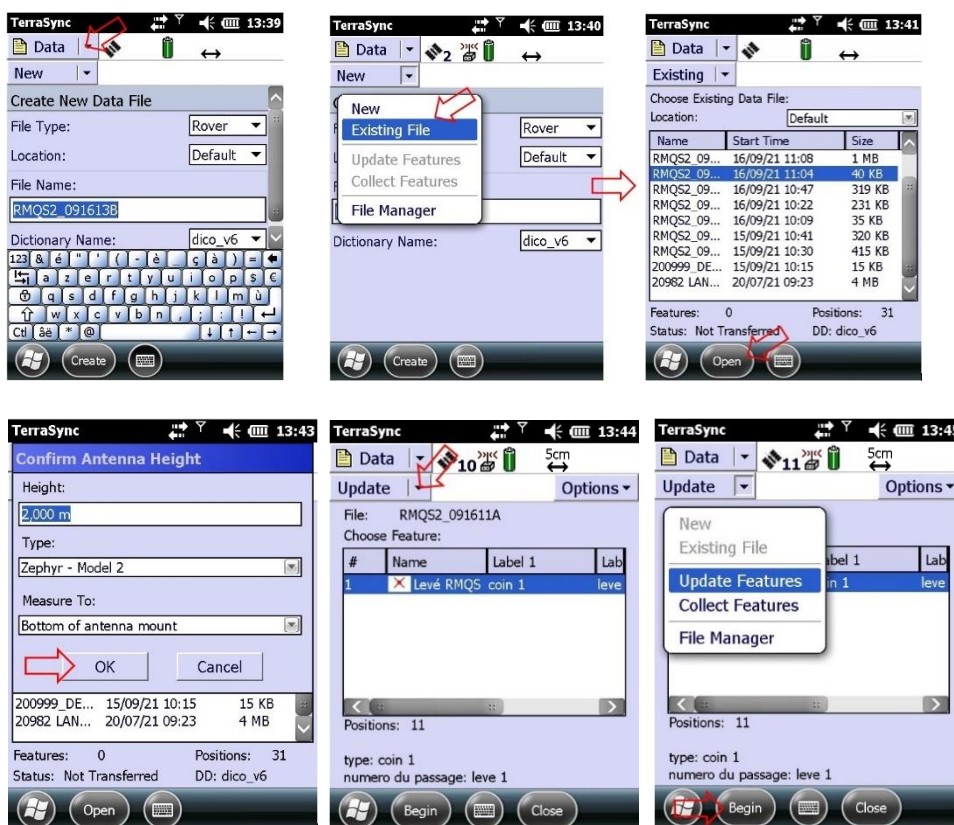 TerraSync 13:39
Data
New
Create New Data File
File Type: Rover
Location: Default
File Name:
RMQS2_091613B
Dictionary Name: dico_v6
123 & é " ' ( - è _ ç à ) =
a z e r t y u i o p $ €
q s d f g h j k l m ù
w x c v b n , ; : !
Ctl áë * @
Create
TerraSync 13:40
Data 2
New
New
Existing File
Update Features
Collect Features
File Manager
Rover
Default
Dictionary Name: dico_v6
Create
TerraSync 13:41
Data
Existing
Choose Existing Data File:
Location: Default
Name Start Time Size
RMQS2_09... 16/09/21 11:08 1 MB
RMQS2_09... 16/09/21 11:04 40 KB
RMQS2_09... 16/09/21 10:47 319 KB
RMQS2_09... 16/09/21 10:22 231 KB
RMQS2_09... 16/09/21 10:09 35 KB
RMQS2_09... 15/09/21 10:41 320 KB
RMQS2_09... 15/09/21 10:30 415 KB
200999_DE... 15/09/21 10:15 15 KB
20982 LAN... 20/07/21 09:23 4 MB
Features: 0 Positions: 31
Status: Not Transferred DD: dico_v6
Open
TerraSync 13:43
Confirm Antenna Height
Height:
2,000 m
Type:
Zephyr - Model 2
Measure To:
Bottom of antenna mount
OK Cancel
200999_DE... 15/09/21 10:15 15 KB
20982 LAN... 20/07/21 09:23 4 MB
Features: 0 Positions: 31
Status: Not Transferred DD: dico_v6
Open
TerraSync 13:44
Data 10 5cm
Update Options
File: RMQS2_091611A
Choose Feature:
# Name Label 1 Lab
1 Levé RMQS coin 1 leve
Positions: 11
type: coin 1
numero du passage: leve 1
Begin Close
TerraSync 13:45
Data 11 5cm
Update Options
New
Existing File
Update Features
Collect Features
File Manager
abel 1 Lab
in 1 leve
Positions: 11
type: coin 1
numero du passage: leve 1
Begin Close